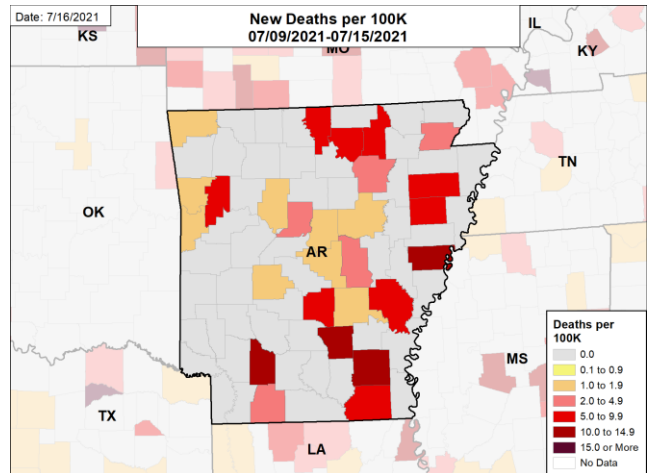 Date: 7/16/2021
New Deaths per 100K
07/09/2021-07/15/2021
KS
MO
IL
KY
TN
OK
AR
MS
TX
LA
Deaths per
100K
0.0
0.1 to 0.9
1.0 to 1.9
2.0 to 4.9
5.0 to 9.9
10.0 to 14.9
15.0 or More
No Data